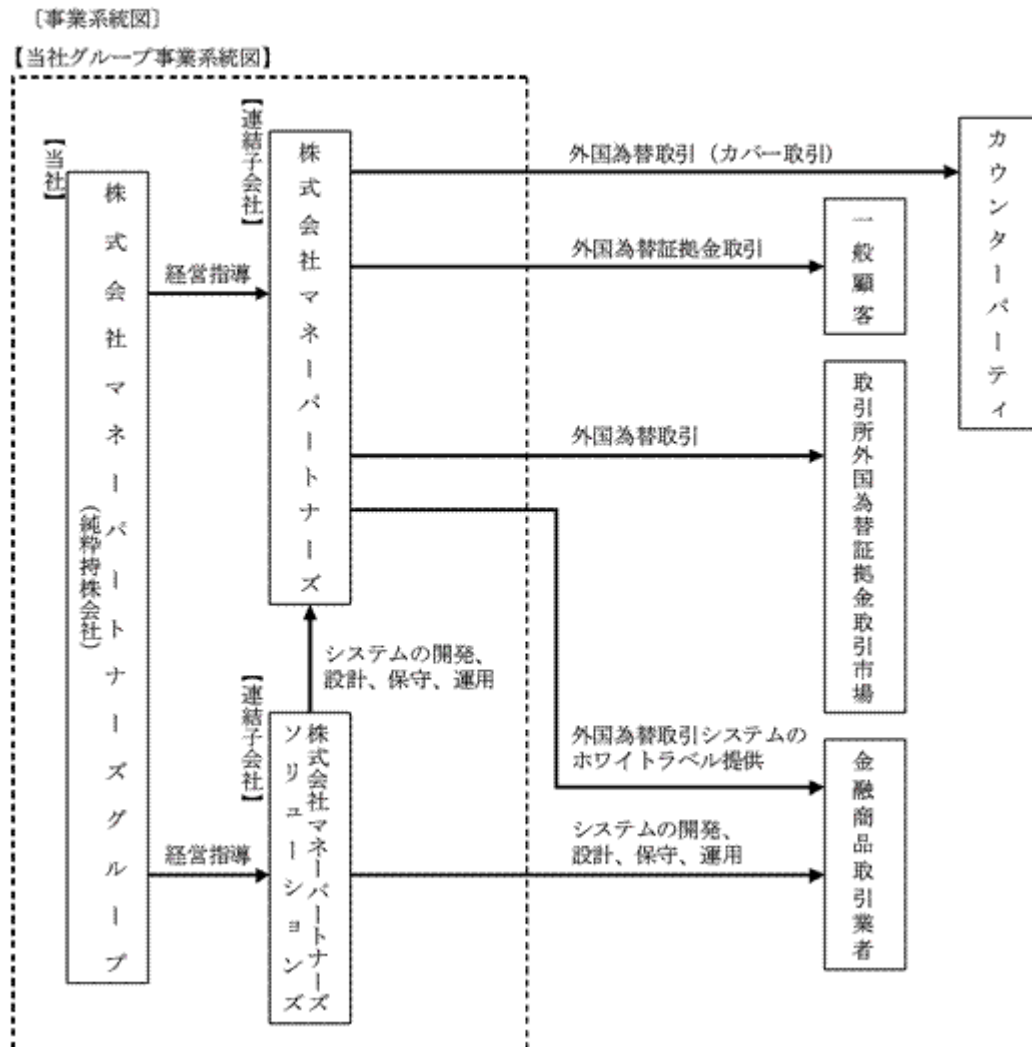 〔事業系統図〕
【当社グループ事業系統図】
【当社】
株式会社マネーパートナーズグループ
(純粋持株会社)
経営指導
経営指導
【連結子会社】
株式会社マネーパートナーズ
システムの開発、
設計、保守、運用
【連結子会社】
株式会社マネーパートナーズ
ソリューションズ
外国為替取引（カバー取引）
カウンターパーティ
外国為替証拠金取引
一般顧客
外国為替取引
取引所外国為替証拠金取引市場
外国為替取引システムの
ホワイトラベル提供
システムの開発、
設計、保守、運用
金融商品取引業者